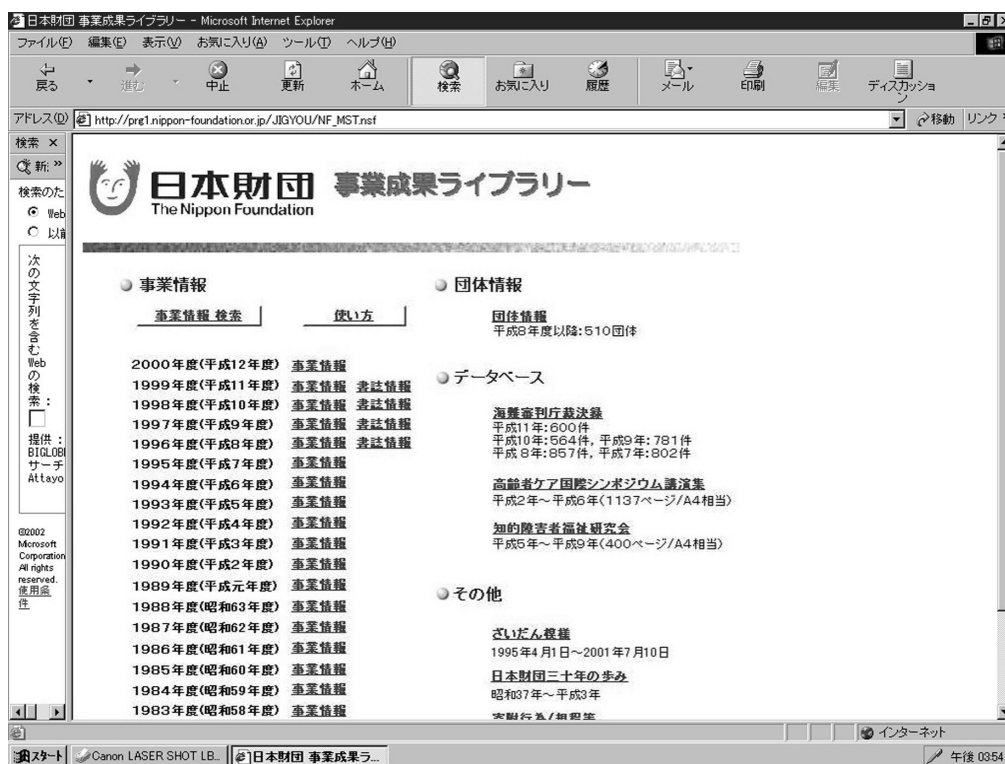 日本財団 事業成果ライブラリー - Microsoft Internet Explorer
ファイル(F) 編集(E) 表示(V) お気に入り(A) ツール(T) ヘルプ(H)
戻る 進む 中止 更新 ホーム 検索 お気に入り 履歴 メール 印刷 編集 ディスカッション
アドレス(D) http://prg1.nippon-foundation.or.jp/JIGYOU/NF_MST.nsf 移動 リンク
検索 ×
新: »
検索のた
Web
以前
次の文字列を含むWebの検索:
提供:
BIGLOB
サーチ
Attayo
©2002
Microsoft
Corporation
All rights
reserved.
使用条
件
日本財団 事業成果ライブラリー
The Nippon Foundation
事業情報
事業情報 検索 使い方
2000年度(平成12年度) 事業情報
1999年度(平成11年度) 事業情報 書誌情報
1998年度(平成10年度) 事業情報 書誌情報
1997年度(平成9年度) 事業情報 書誌情報
1996年度(平成8年度) 事業情報 書誌情報
1995年度(平成7年度) 事業情報
1994年度(平成6年度) 事業情報
1993年度(平成5年度) 事業情報
1992年度(平成4年度) 事業情報
1991年度(平成3年度) 事業情報
1990年度(平成2年度) 事業情報
1989年度(平成元年度) 事業情報
1988年度(昭和63年度) 事業情報
1987年度(昭和62年度) 事業情報
1986年度(昭和61年度) 事業情報
1985年度(昭和60年度) 事業情報
1984年度(昭和59年度) 事業情報
1983年度(昭和58年度) 事業情報
団体情報
団体情報
平成8年度以降:510団体
データベース
海難審判庁裁決録
平成11年:600件
平成10年:564件, 平成9年:781件
平成8年:857件, 平成7年:802件
高齢者ケア国際シンポジウム講演集
平成2年~平成6年(1137ページ/A4相当)
知的障害者福祉研究会
平成5年~平成9年(400ページ/A4相当)
その他
ざいだん模様
1995年4月1日~2001年7月10日
日本財団三十年の歩み
昭和37年~平成3年
寄附行為/規程等
インターネット
スタート Canon LASER SHOT LB... 日本財団 事業成果ラ... 午後 03:54